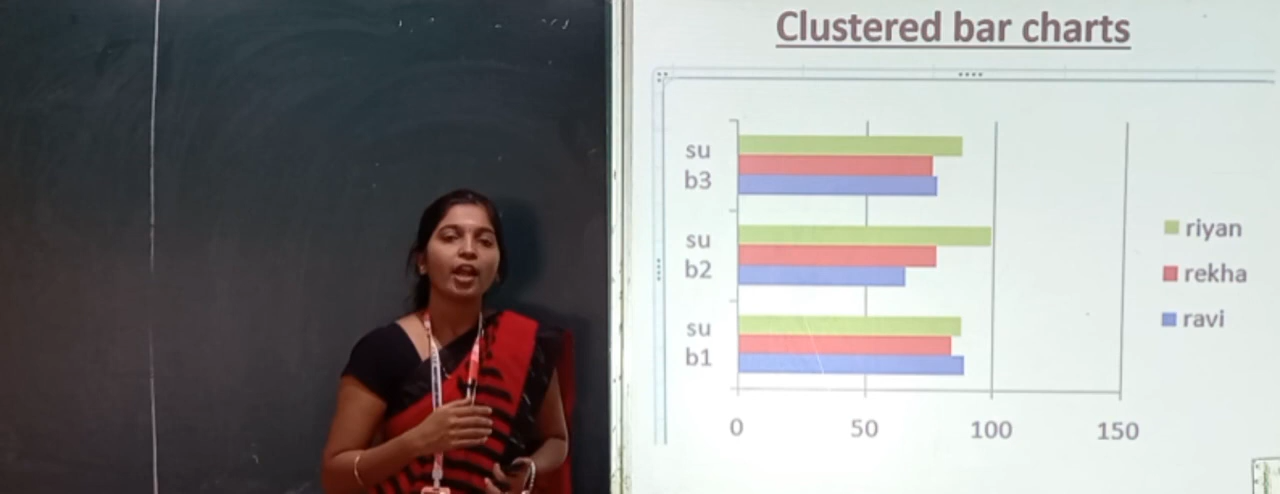 Clustered bar charts
su
b3
su
b2
su
b1
0 50 100 150
riyan
rekha
ravi